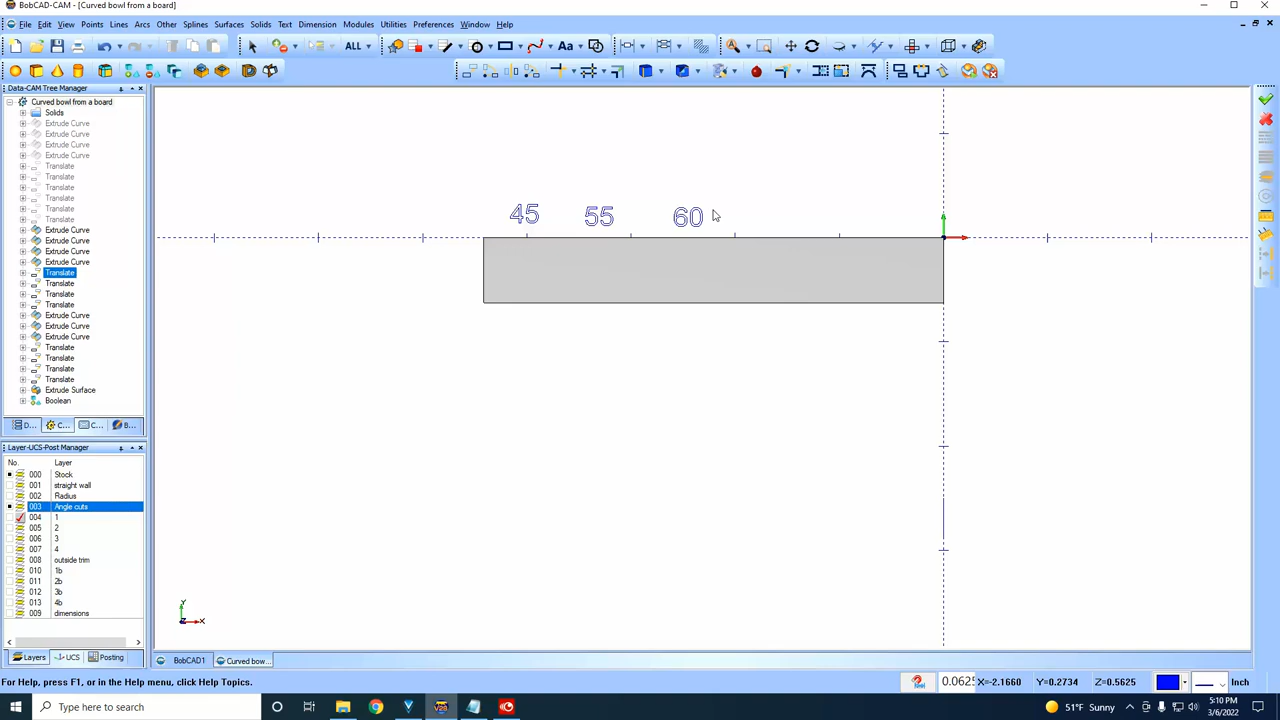 BobCAD-CAM - [Curved bowl from a board]
File Edit View Points Lines Arcs Other Splines Surfaces Solids Text Dimension Modules Utilities Preferences Window Help
ALL
Aa
Data-CAM Tree Manager
Curved bowl from a board
Solids
Extrude Curve
Extrude Curve
Extrude Curve
Extrude Curve
Translate
Translate
Translate
Translate
Translate
Translate
Extrude Curve
Extrude Curve
Extrude Curve
Extrude Curve
Translate
Translate
Translate
Translate
Extrude Curve
Extrude Curve
Extrude Curve
Translate
Translate
Translate
Translate
Extrude Surface
Boolean
D... C... C... B...
Layer-UCS-Post Manager
No. Layer
000 Stock
001 straight wall
002 Radius
003 Angle cuts
004 1
005 2
006 3
007 4
008 outside trim
010 1b
011 2b
012 3b
013 4b
009 dimensions
Layers UCS Posting
45 55 60
Y
X
BobCAD1 Curved bow...
For Help, press F1, or in the Help menu, click Help Topics.
0.0625 X=-2.1660 Y=0.2734 Z=0.5625 Inch
Type here to search
V28
51°F Sunny
5:10 PM
3/6/2022